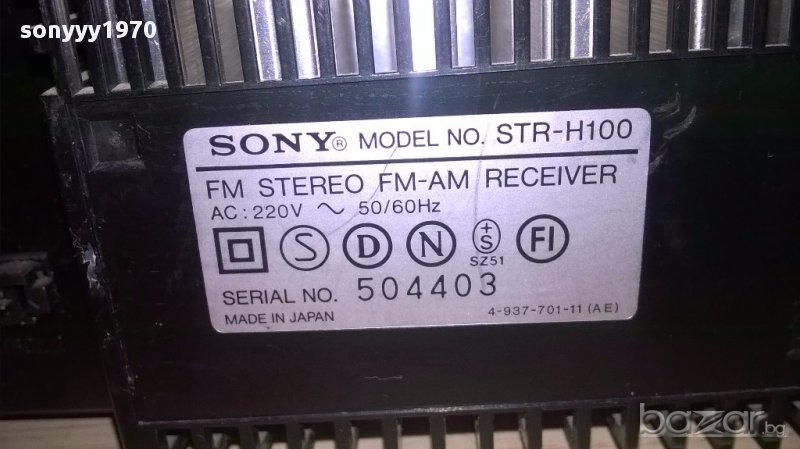 sonyyy1970
SONY® MODEL NO. STR-H100
FM STEREO FM-AM RECEIVER
AC : 220V ～ 50/60Hz
S D N +S FI
SZ51
SERIAL NO. 504403
MADE IN JAPAN 4-937-701-11 (AE)
bazar.bg